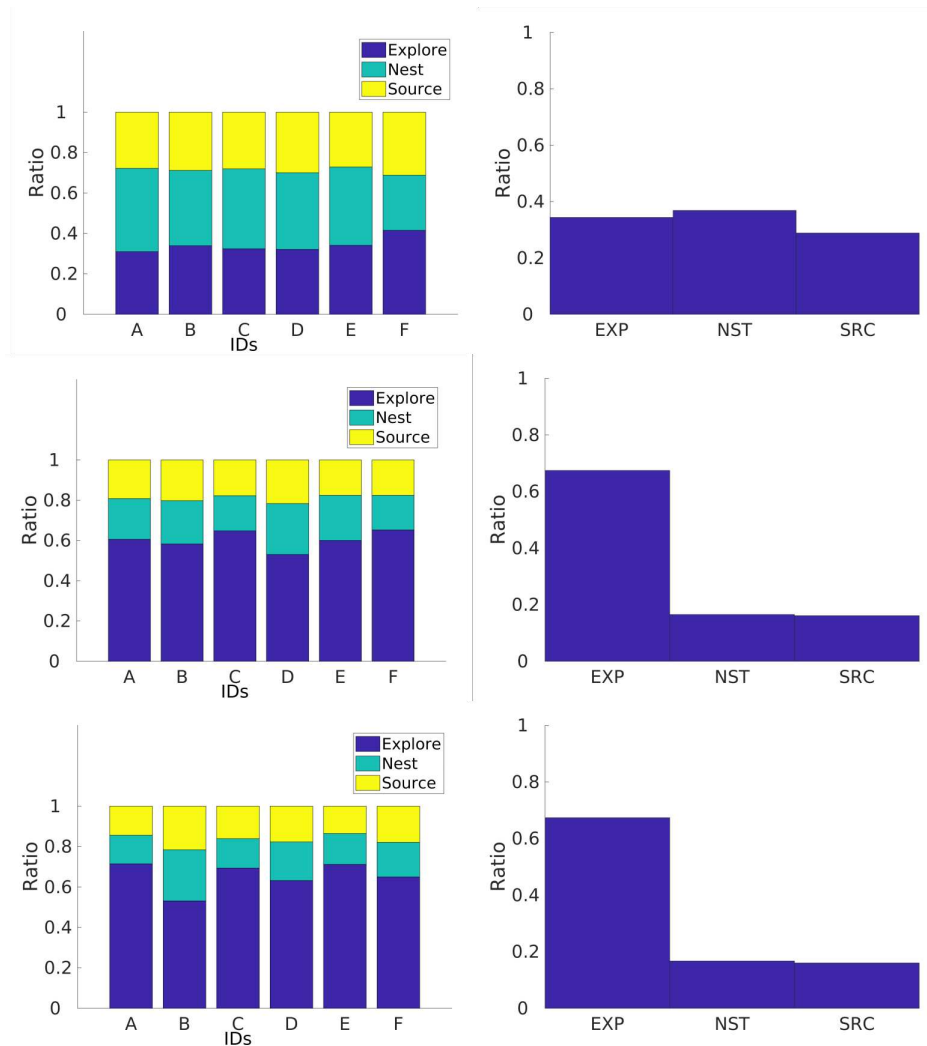 Explore
Nest
Source
1
0.8
0.6
0.4
0.2
0
Ratio
A B C D E F
IDs
1
0.8
0.6
0.4
0.2
0
Ratio
EXP NST SRC
Explore
Nest
Source
1
0.8
0.6
0.4
0.2
0
Ratio
A B C D E F
IDs
1
0.8
0.6
0.4
0.2
0
Ratio
EXP NST SRC
Explore
Nest
Source
1
0.8
0.6
0.4
0.2
0
Ratio
A B C D E F
IDs
1
0.8
0.6
0.4
0.2
0
Ratio
EXP NST SRC